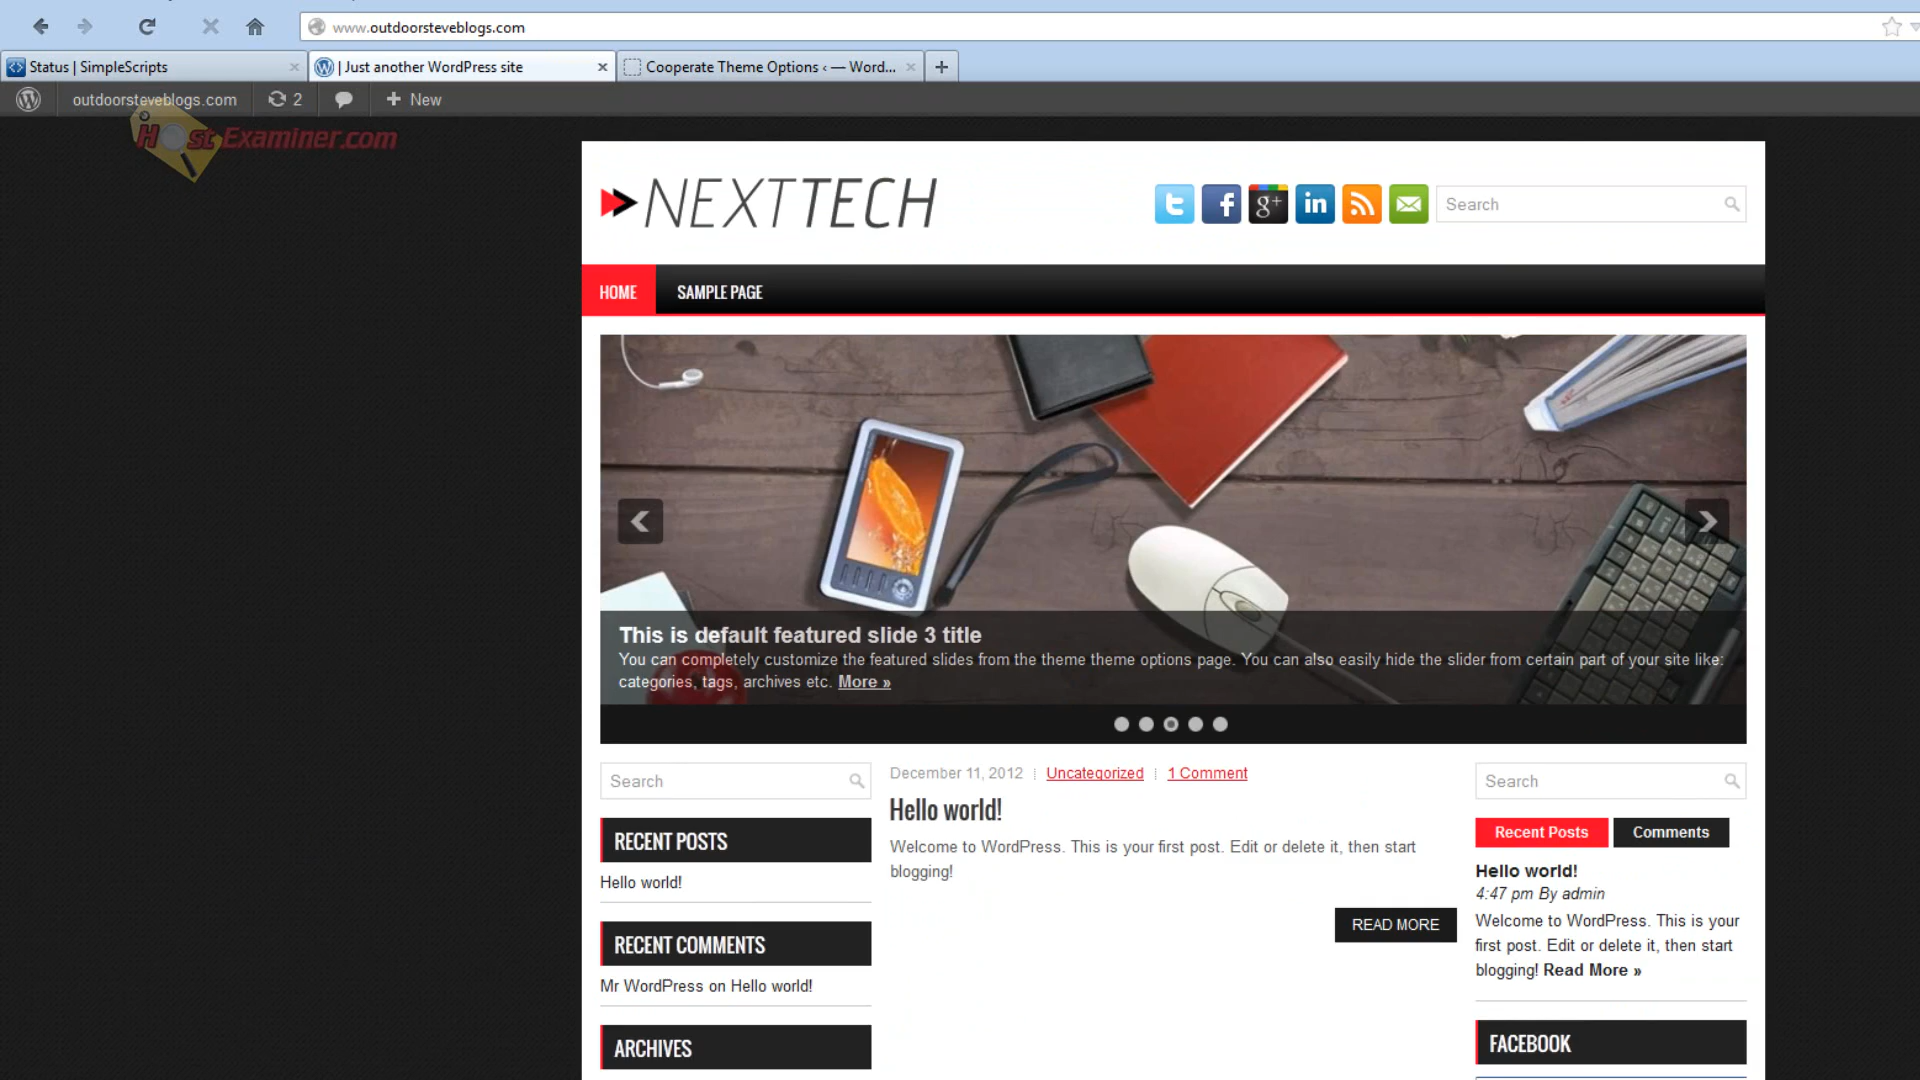 www.outdoorsteveblogs.com
Status | SimpleScripts
| Just another WordPress site
Cooperate Theme Options ‹ — Word...
outdoorsteveblogs.com
2
New
HostExaminer.com
NEXTTECH
Search
HOME
SAMPLE PAGE
This is default featured slide 3 title
You can completely customize the featured slides from the theme theme options page. You can also easily hide the slider from certain part of your site like:
categories, tags, archives etc. More »
Search
RECENT POSTS
Hello world!
RECENT COMMENTS
Mr WordPress on Hello world!
ARCHIVES
December 11, 2012
Uncategorized
1 Comment
Hello world!
Welcome to WordPress. This is your first post. Edit or delete it, then start
blogging!
READ MORE
Search
Recent Posts
Comments
Hello world!
4:47 pm By admin
Welcome to WordPress. This is your
first post. Edit or delete it, then start
blogging! Read More »
FACEBOOK